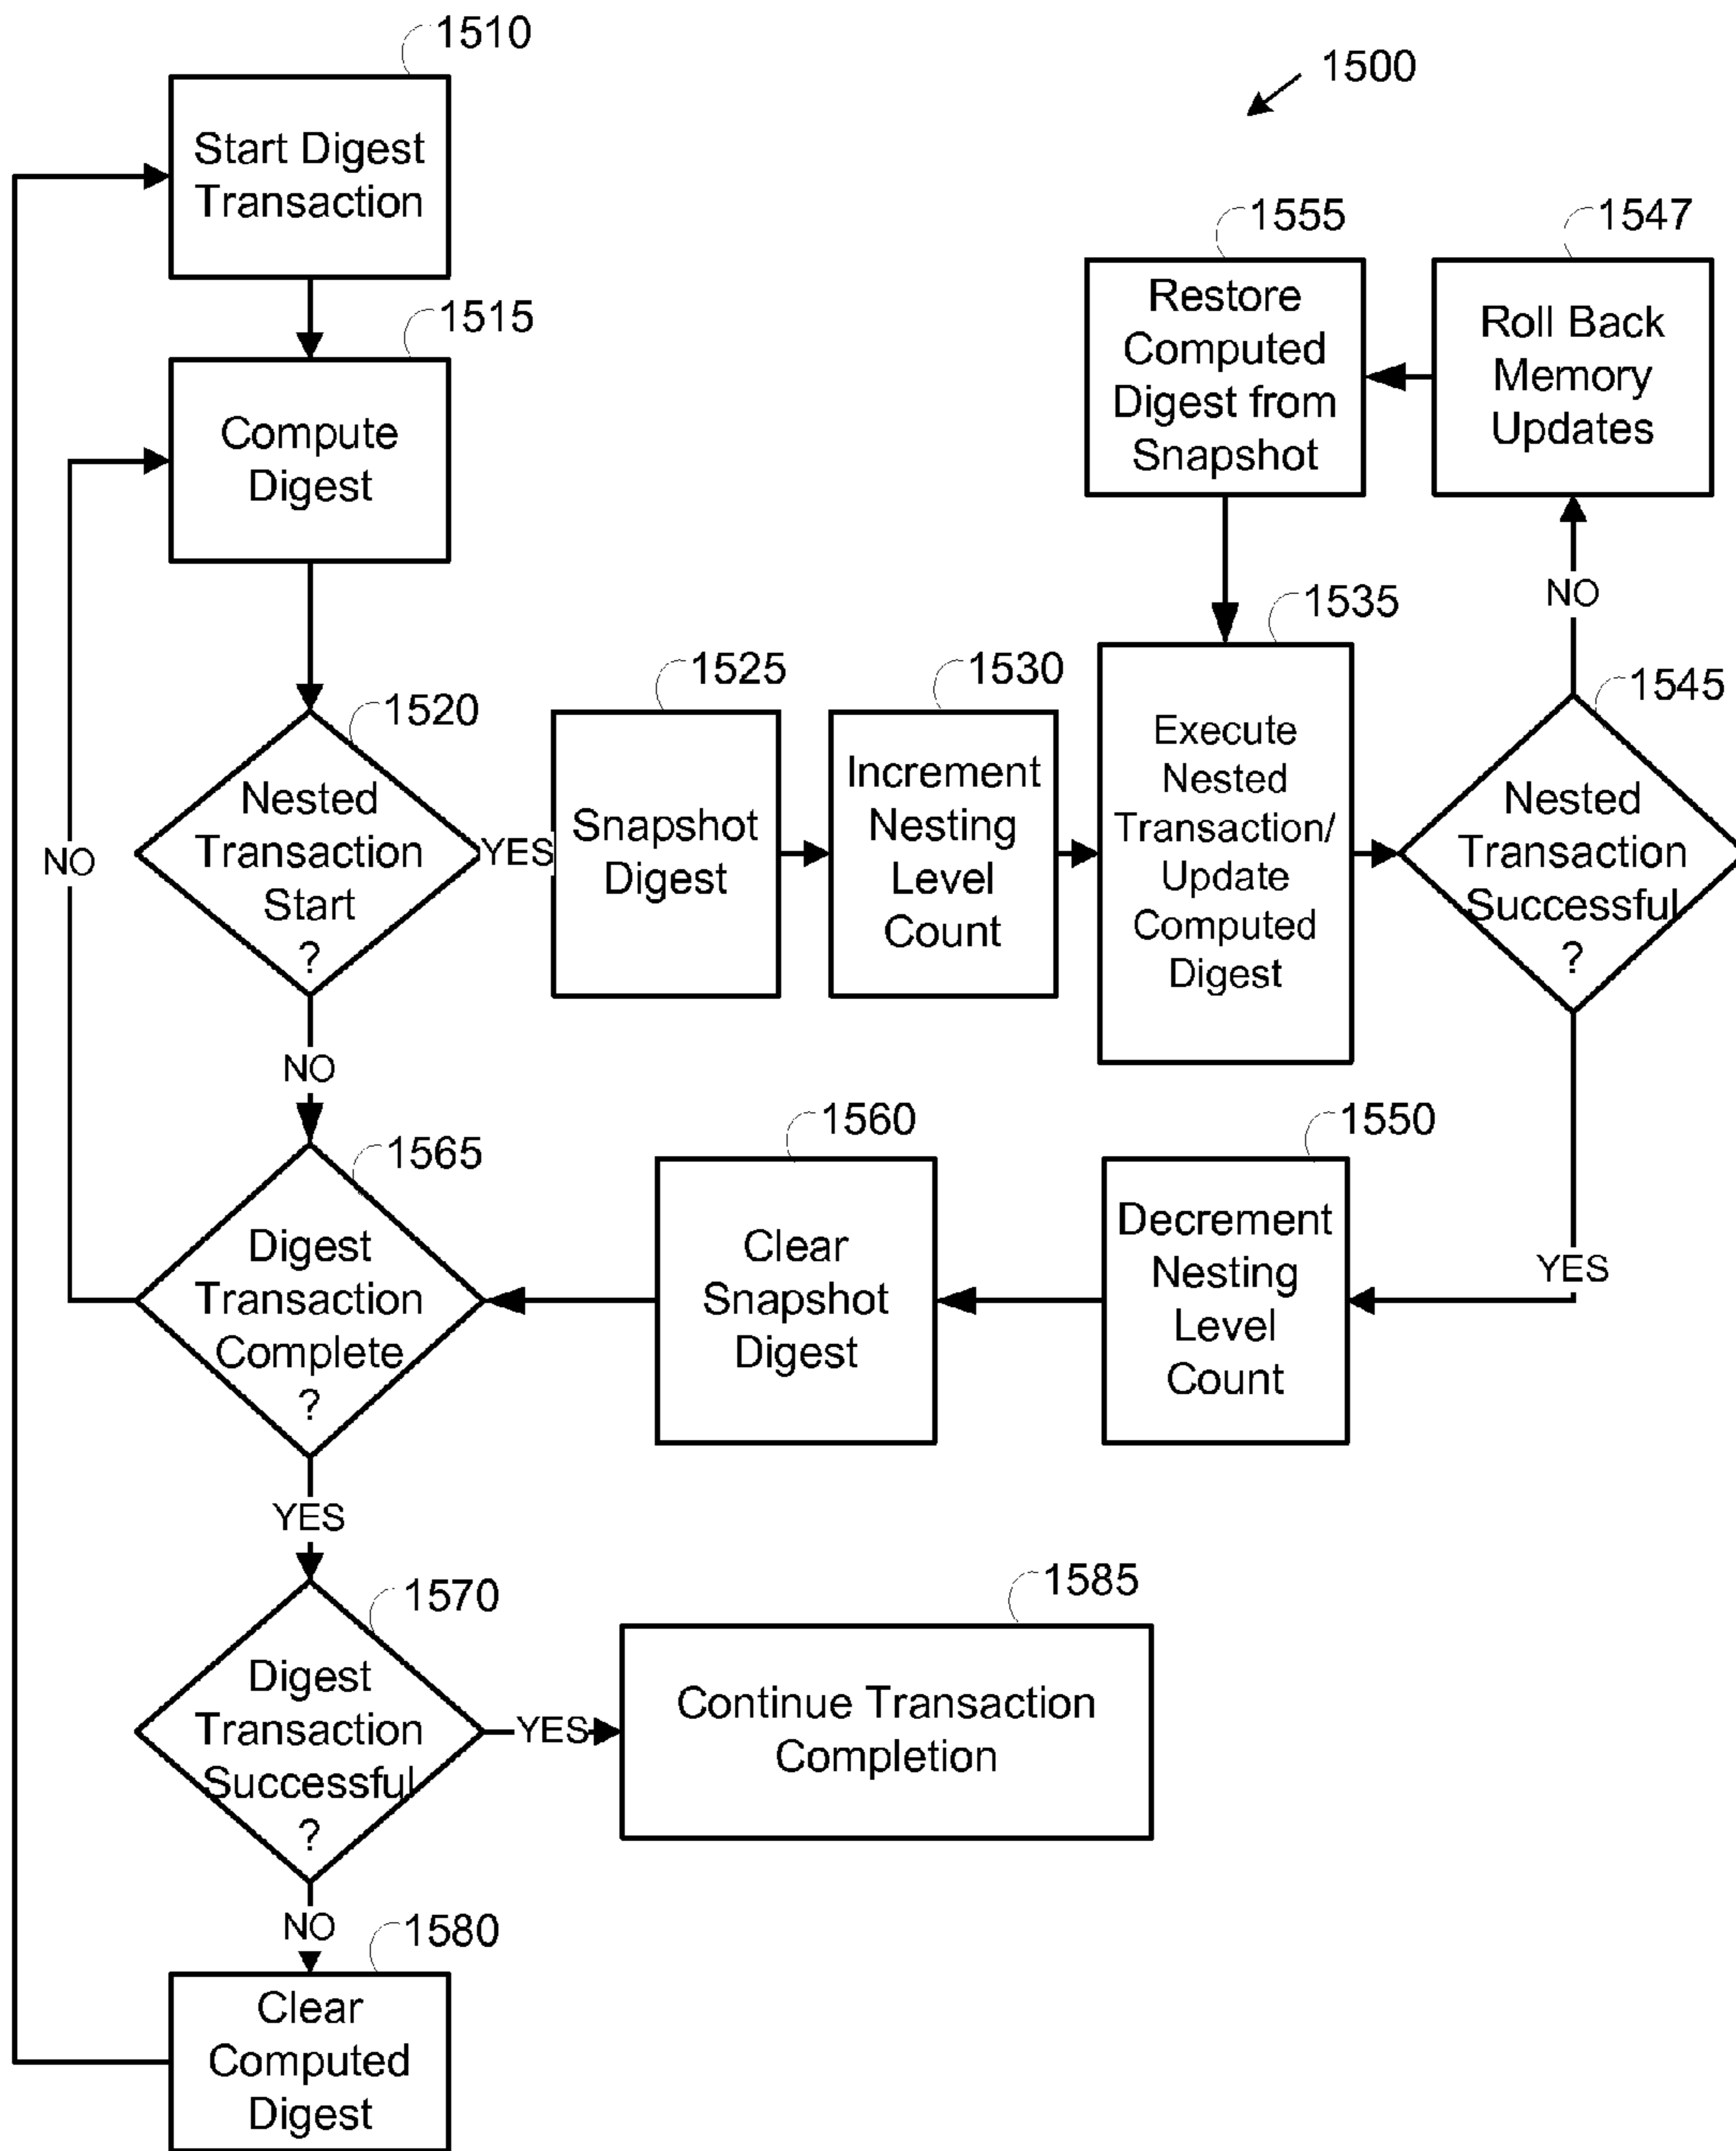 1510
1500
Start Digest
Transaction
1555
1547
Restore
Computed
Digest from
Snapshot
Roll Back
Memory
Updates
1515
Compute
Digest
NO
1535
1525
1530
1545
1520
Nested
Transaction
Start
?
YES
Snapshot
Digest
Increment
Nesting
Level
Count
Execute
Nested
Transaction/
Update
Computed
Digest
Nested
Transaction
Successful
?
NO
NO
1565
1560
1550
YES
Digest
Transaction
Complete
?
Clear
Snapshot
Digest
Decrement
Nesting
Level
Count
YES
1570
1585
Digest
Transaction
Successful
?
YES
Continue Transaction
Completion
NO
1580
Clear
Computed
Digest